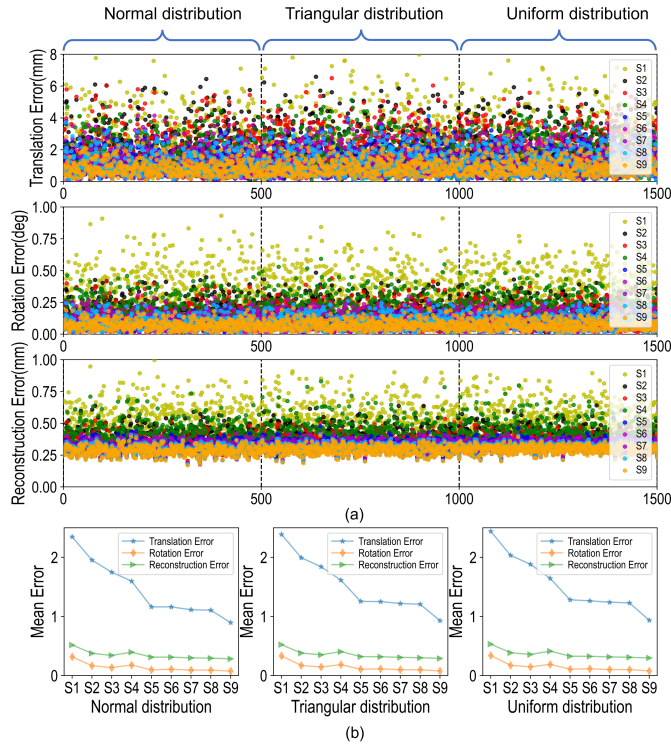 Normal distribution Triangular distribution Uniform distribution
Translation Error(mm)
8
6
4
2
0
0 500 1000 1500
S1
S2
S3
S4
S5
S6
S7
S8
S9
Rotation Error(deg)
1.00
0.75
0.50
0.25
0.00
0 500 1000 1500
S1
S2
S3
S4
S5
S6
S7
S8
S9
Reconstruction Error(mm)
1.00
0.75
0.50
0.25
0.00
0 500 1000 1500
S1
S2
S3
S4
S5
S6
S7
S8
S9
(a)
Mean Error
2
1
0
Translation Error
Rotation Error
Reconstruction Error
S1 S2 S3 S4 S5 S6 S7 S8 S9
Normal distribution
Mean Error
2
1
0
Translation Error
Rotation Error
Reconstruction Error
S1 S2 S3 S4 S5 S6 S7 S8 S9
Triangular distribution
Mean Error
2
1
0
Translation Error
Rotation Error
Reconstruction Error
S1 S2 S3 S4 S5 S6 S7 S8 S9
Uniform distribution
(b)